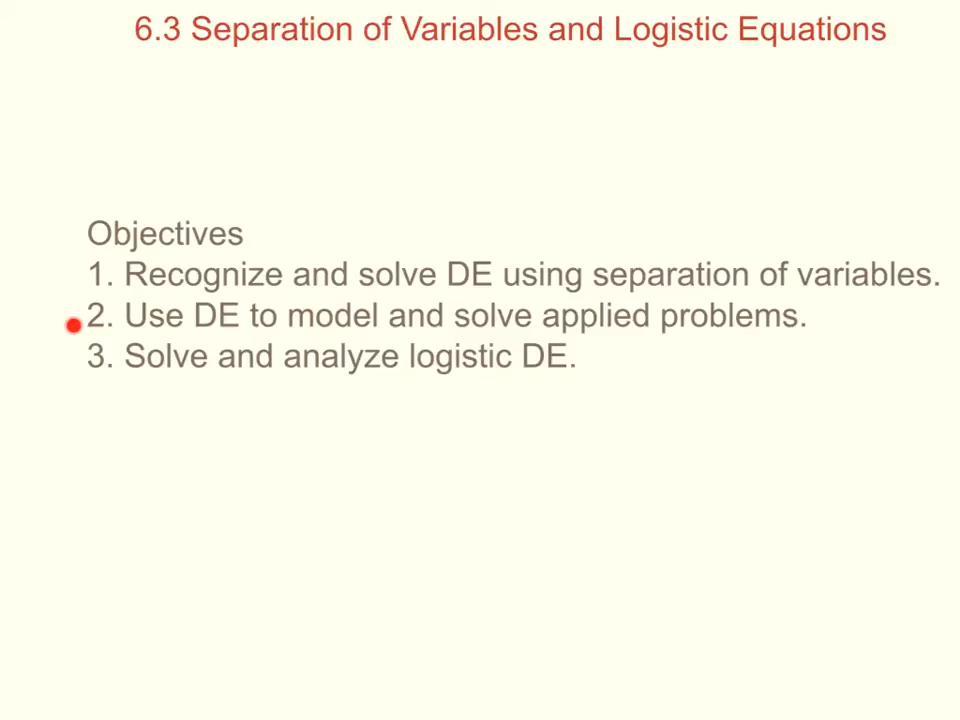 6.3 Separation of Variables and Logistic Equations
Objectives
1. Recognize and solve DE using separation of variables.
2. Use DE to model and solve applied problems.
3. Solve and analyze logistic DE.